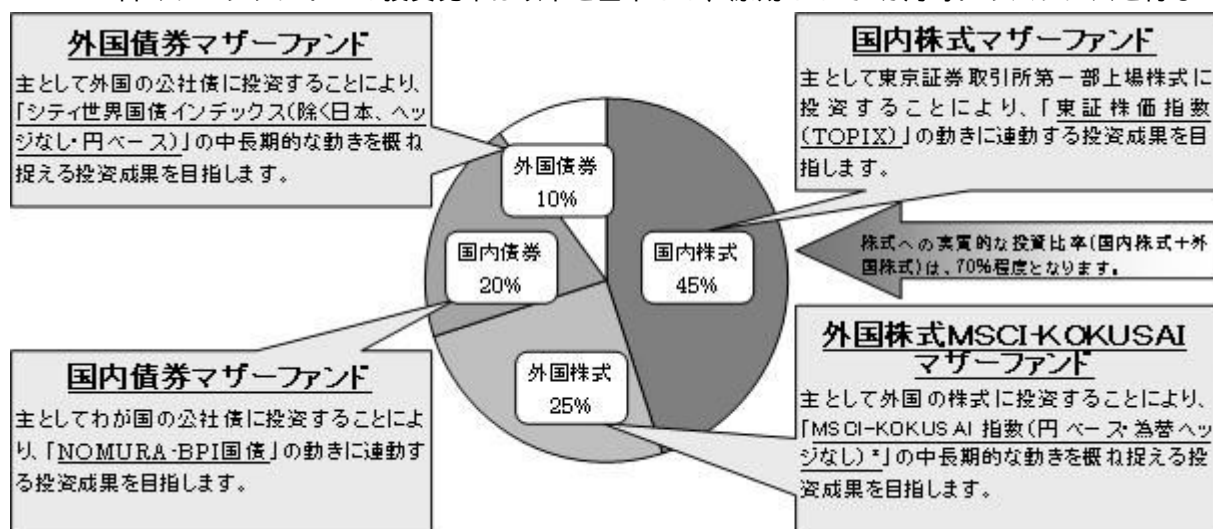 外国債券マザーファンド
主として外国の公社債に投資することにより、
「シティ世界国債インデックス(除く日本、ヘッ
ジなし・円ベース)」の中長期的な動きを概ね
捉える投資成果を目指します。
国内株式マザーファンド
主として東京証券取引所第一部上場株式に
投資することにより、「東証株価指数
(TOPIX)」の動きに連動する投資成果を目
指します。
外国債券
10%
国内債券
20%
国内株式
45%
株式への実質的な投資比率(国内株式+外
国株式)は、70%程度となります。
外国株式
25%
国内債券マザーファンド
主としてわが国の公社債に投資することによ
り、「NOMURA-BPI国債」の動きに連動す
る投資成果を目指します。
外国株式MSCI-KOKUSAI
マザーファンド
主として外国の株式に投資することにより、
「MSCI-KOKUSAI 指数(円ベース・為替ヘッ
ジなし)*」の中長期的な動きを概ね捉える投
資成果を目指します。